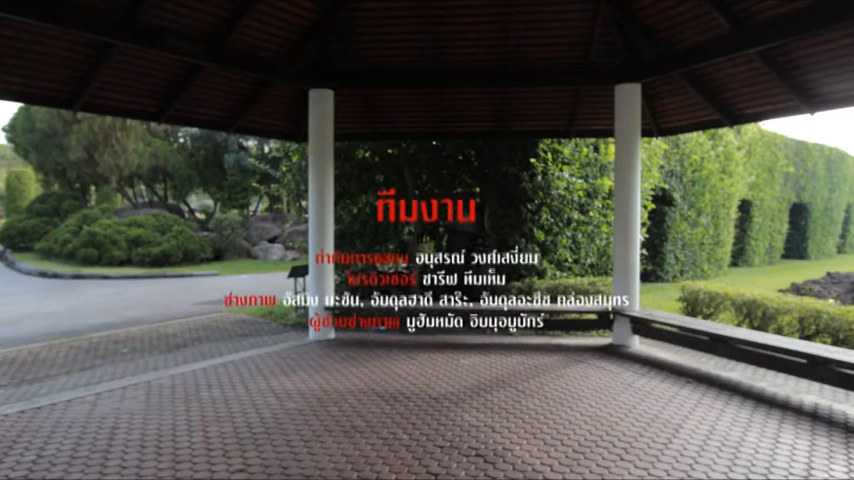 ทีมงาน
กำกับการแสดง อนุสรณ์ วงศ์เสงี่ยม
โปรดิวเซอร์ ชารีฟ หีมเห็ม
ช่างภาพ อัสมิง มะซัน, อับดุลฮาดี สาริ๊ะ, อับดุลอะซีซ คล่องสมุทร
ผู้ช่วยช่างภาพ มูฮัมหมัด อิบนุอนูบักร์